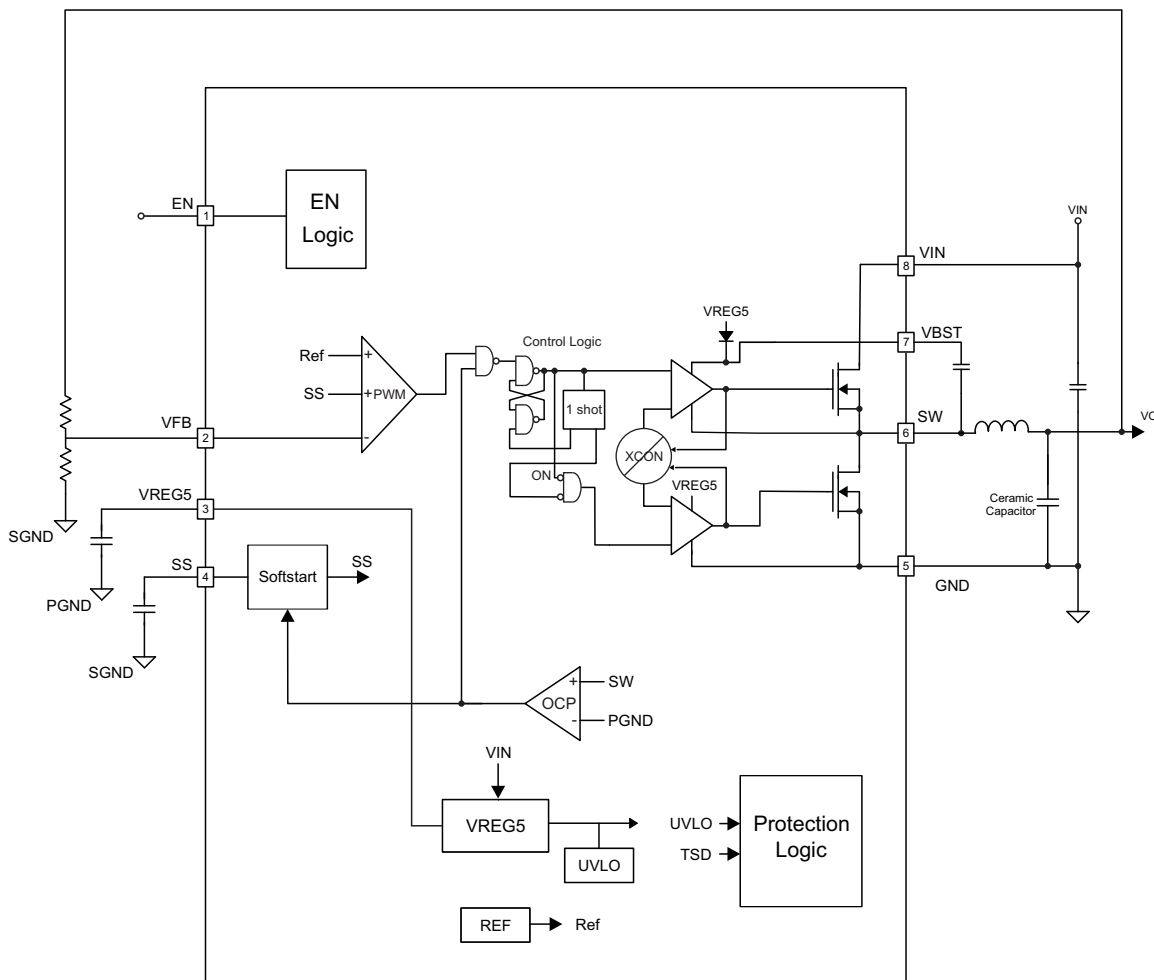 EN
1
EN
Logic
VIN
VIN
8
VREG5
VBST
7
Control Logic
Ref
+
SS
+
PWM
-
1 shot
VFB
2
SW
6
VO
XCON
ON
VREG5
Ceramic
Capacitor
VREG5
3
SGND
SS
4
Softstart
SS
5
GND
PGND
SGND
+
SW
OCP
-
PGND
VIN
VREG5
UVLO
UVLO
TSD
Protection
Logic
REF
Ref